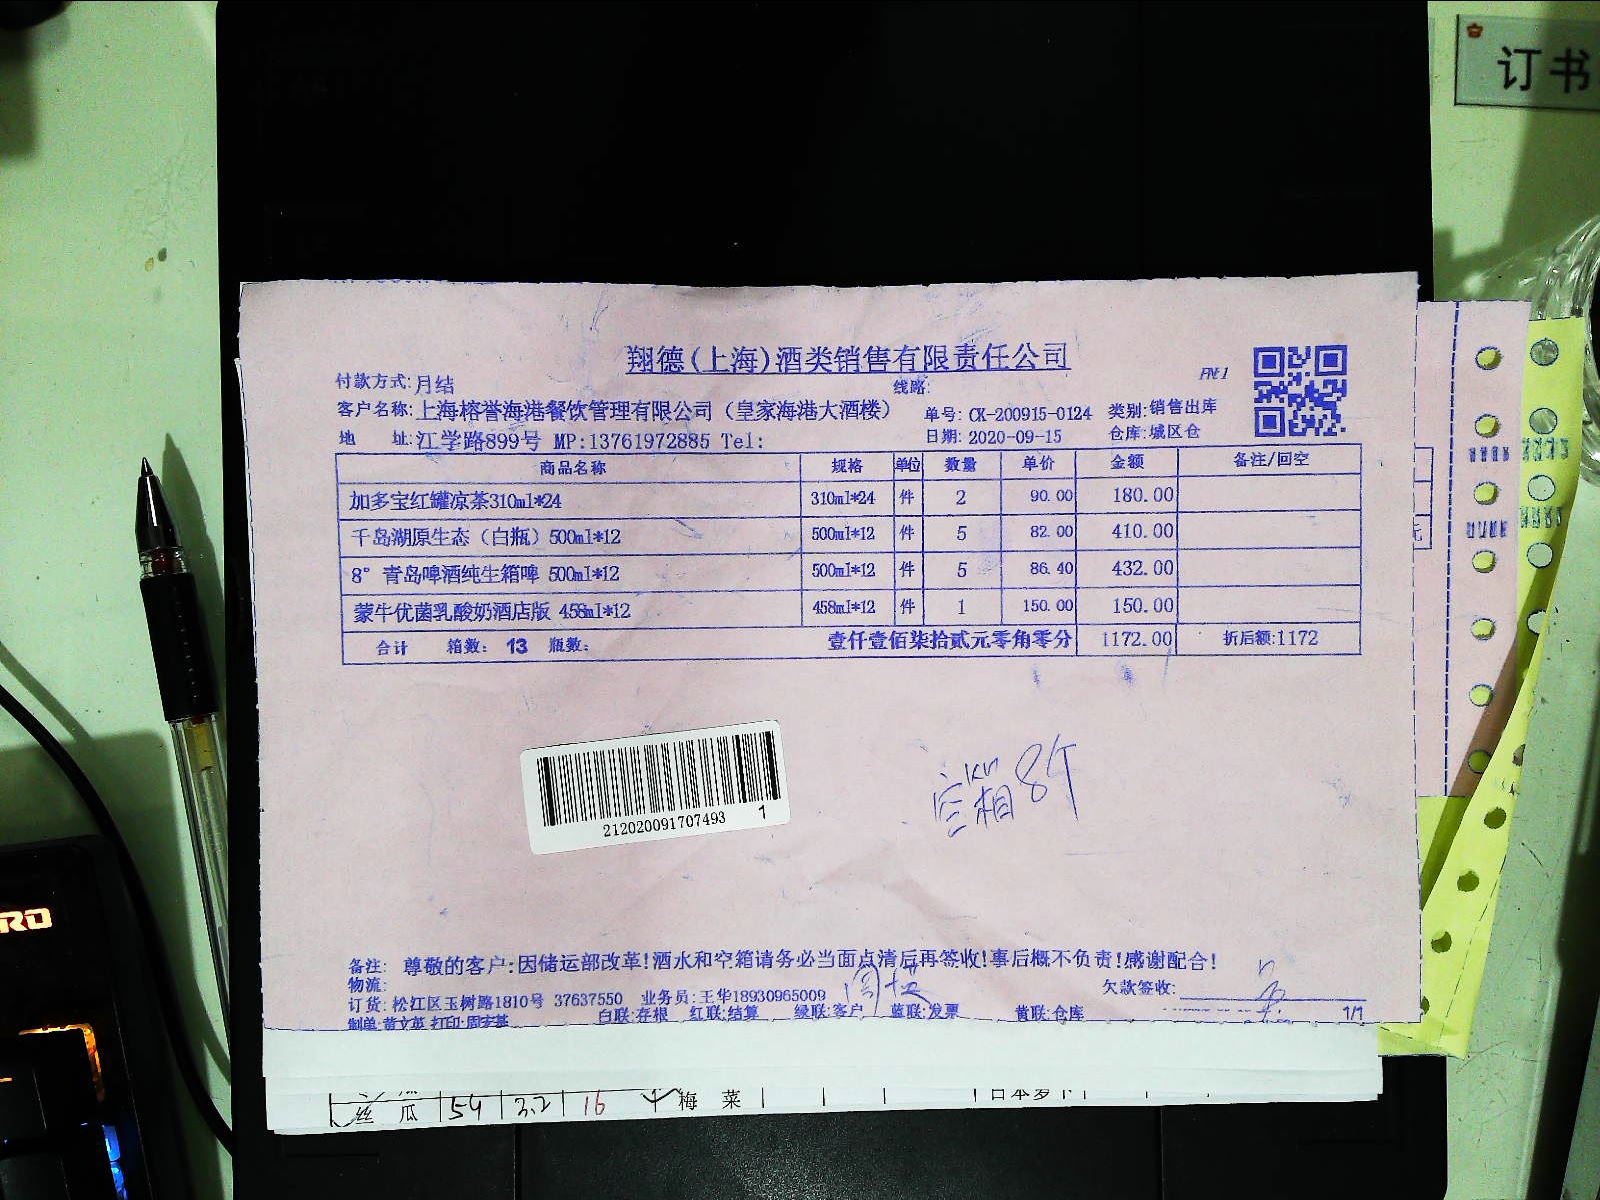 订书
翔德(上海)酒类销售有限责任公司
付款方式:月结 线路:
客户名称:上海榕誉海港餐饮管理有限公司（皇家海港大酒楼） 单号: CK-200915-0124 类别:销售出库
地 址:江学路899号 MP:13761972885 Tel: 日期: 2020-09-15 仓库:城区仓
商品名称 规格 单位 数量 单价 金额 备注/回空
加多宝红罐凉茶310ml*24 310ml*24 件 2 90.00 180.00
千岛湖原生态（白瓶）500ml*12 500ml*12 件 5 82.00 410.00
8° 青岛啤酒纯生箱啤 500ml*12 500ml*12 件 5 86.40 432.00
蒙牛优菌乳酸奶酒店版 458ml*12 458ml*12 件 1 150.00 150.00
合计 箱数: 13 瓶数: 壹仟壹佰柒拾贰元零角零分 1172.00 折后额:1172
空箱8个
212020091707493 1
备注: 尊敬的客户:因储运部改革!酒水和空箱请务必当面点清后再签收!事后概不负责!感谢配合!
物流: 欠款签收:
订货: 松江区玉树路1810号 37637550 业务员:王华18930965009
制单:黄文英 打印:周宏基 白联:存根 红联:结算 绿联:客户 蓝联:发票 黄联:仓库 1/1
丝瓜 54 3.2 16 梅菜 日本萝卜